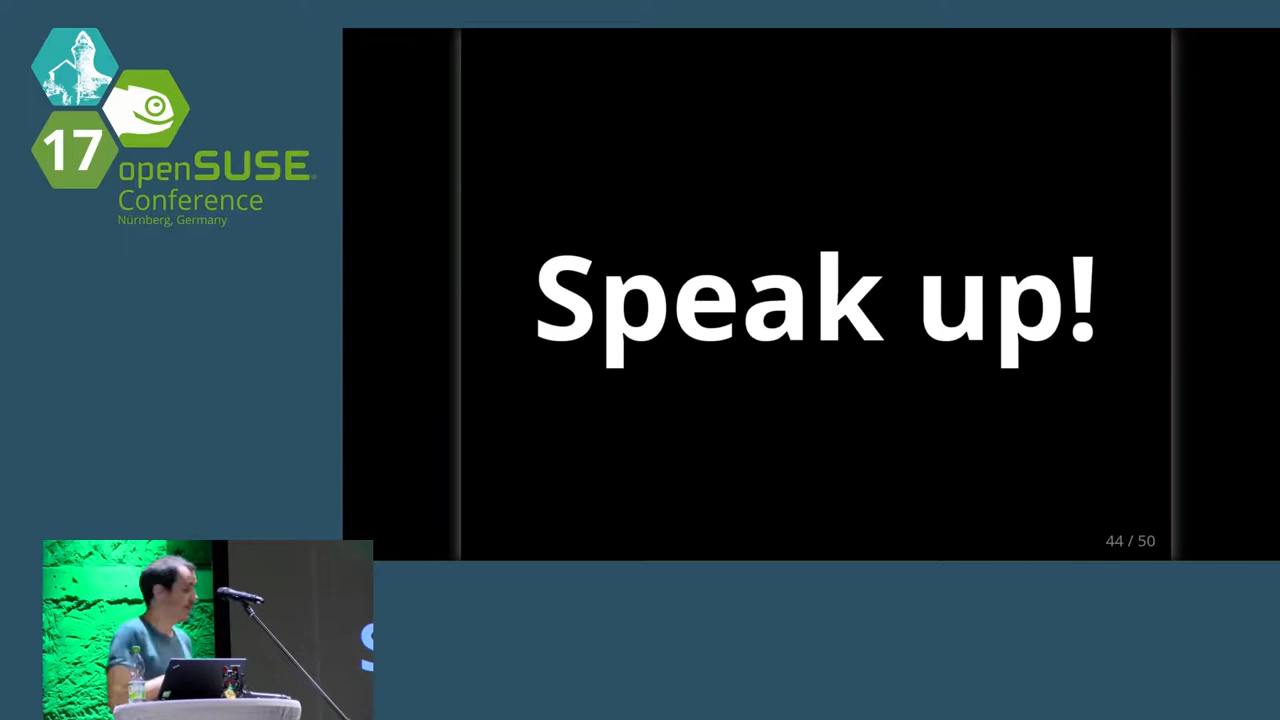 17
openSUSE
Conference
Nürnberg, Germany
Speak up!
44 / 50
S